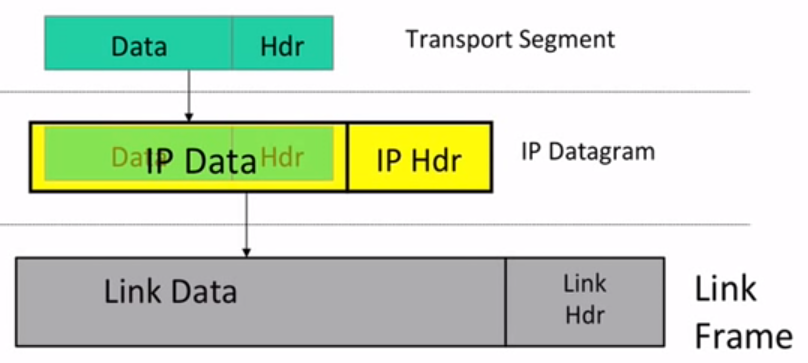 Data Hdr Transport Segment
Data Hdr
IP Data IP Hdr IP Datagram
Link Data
Link
Hdr
Link
Frame